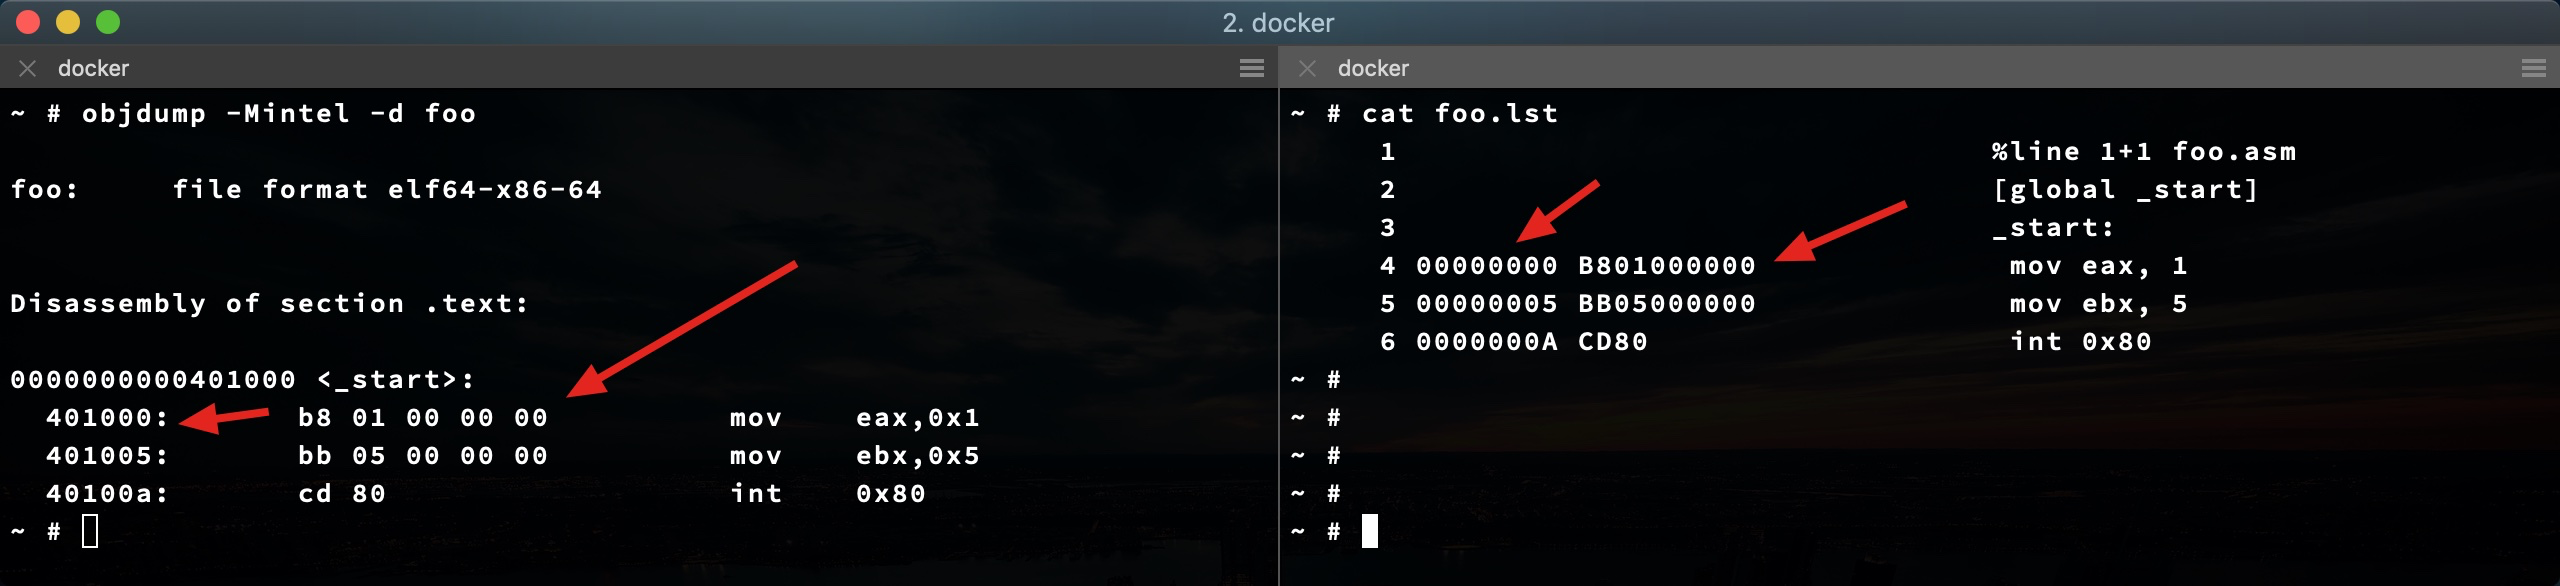 2. docker
docker
~ # objdump -Mintel -d foo
foo:     file format elf64-x86-64
Disassembly of section .text:
0000000000401000 <_start>:
  401000:       b8 01 00 00 00          mov    eax,0x1
  401005:       bb 05 00 00 00          mov    ebx,0x5
  40100a:       cd 80                   int    0x80
~ #
docker
~ # cat foo.lst
     1                                 %line 1+1 foo.asm
     2                                 [global _start]
     3                                 _start:
     4 00000000 B801000000              mov eax, 1
     5 00000005 BB05000000              mov ebx, 5
     6 0000000A CD80                    int 0x80
~ #
~ #
~ #
~ #
~ #